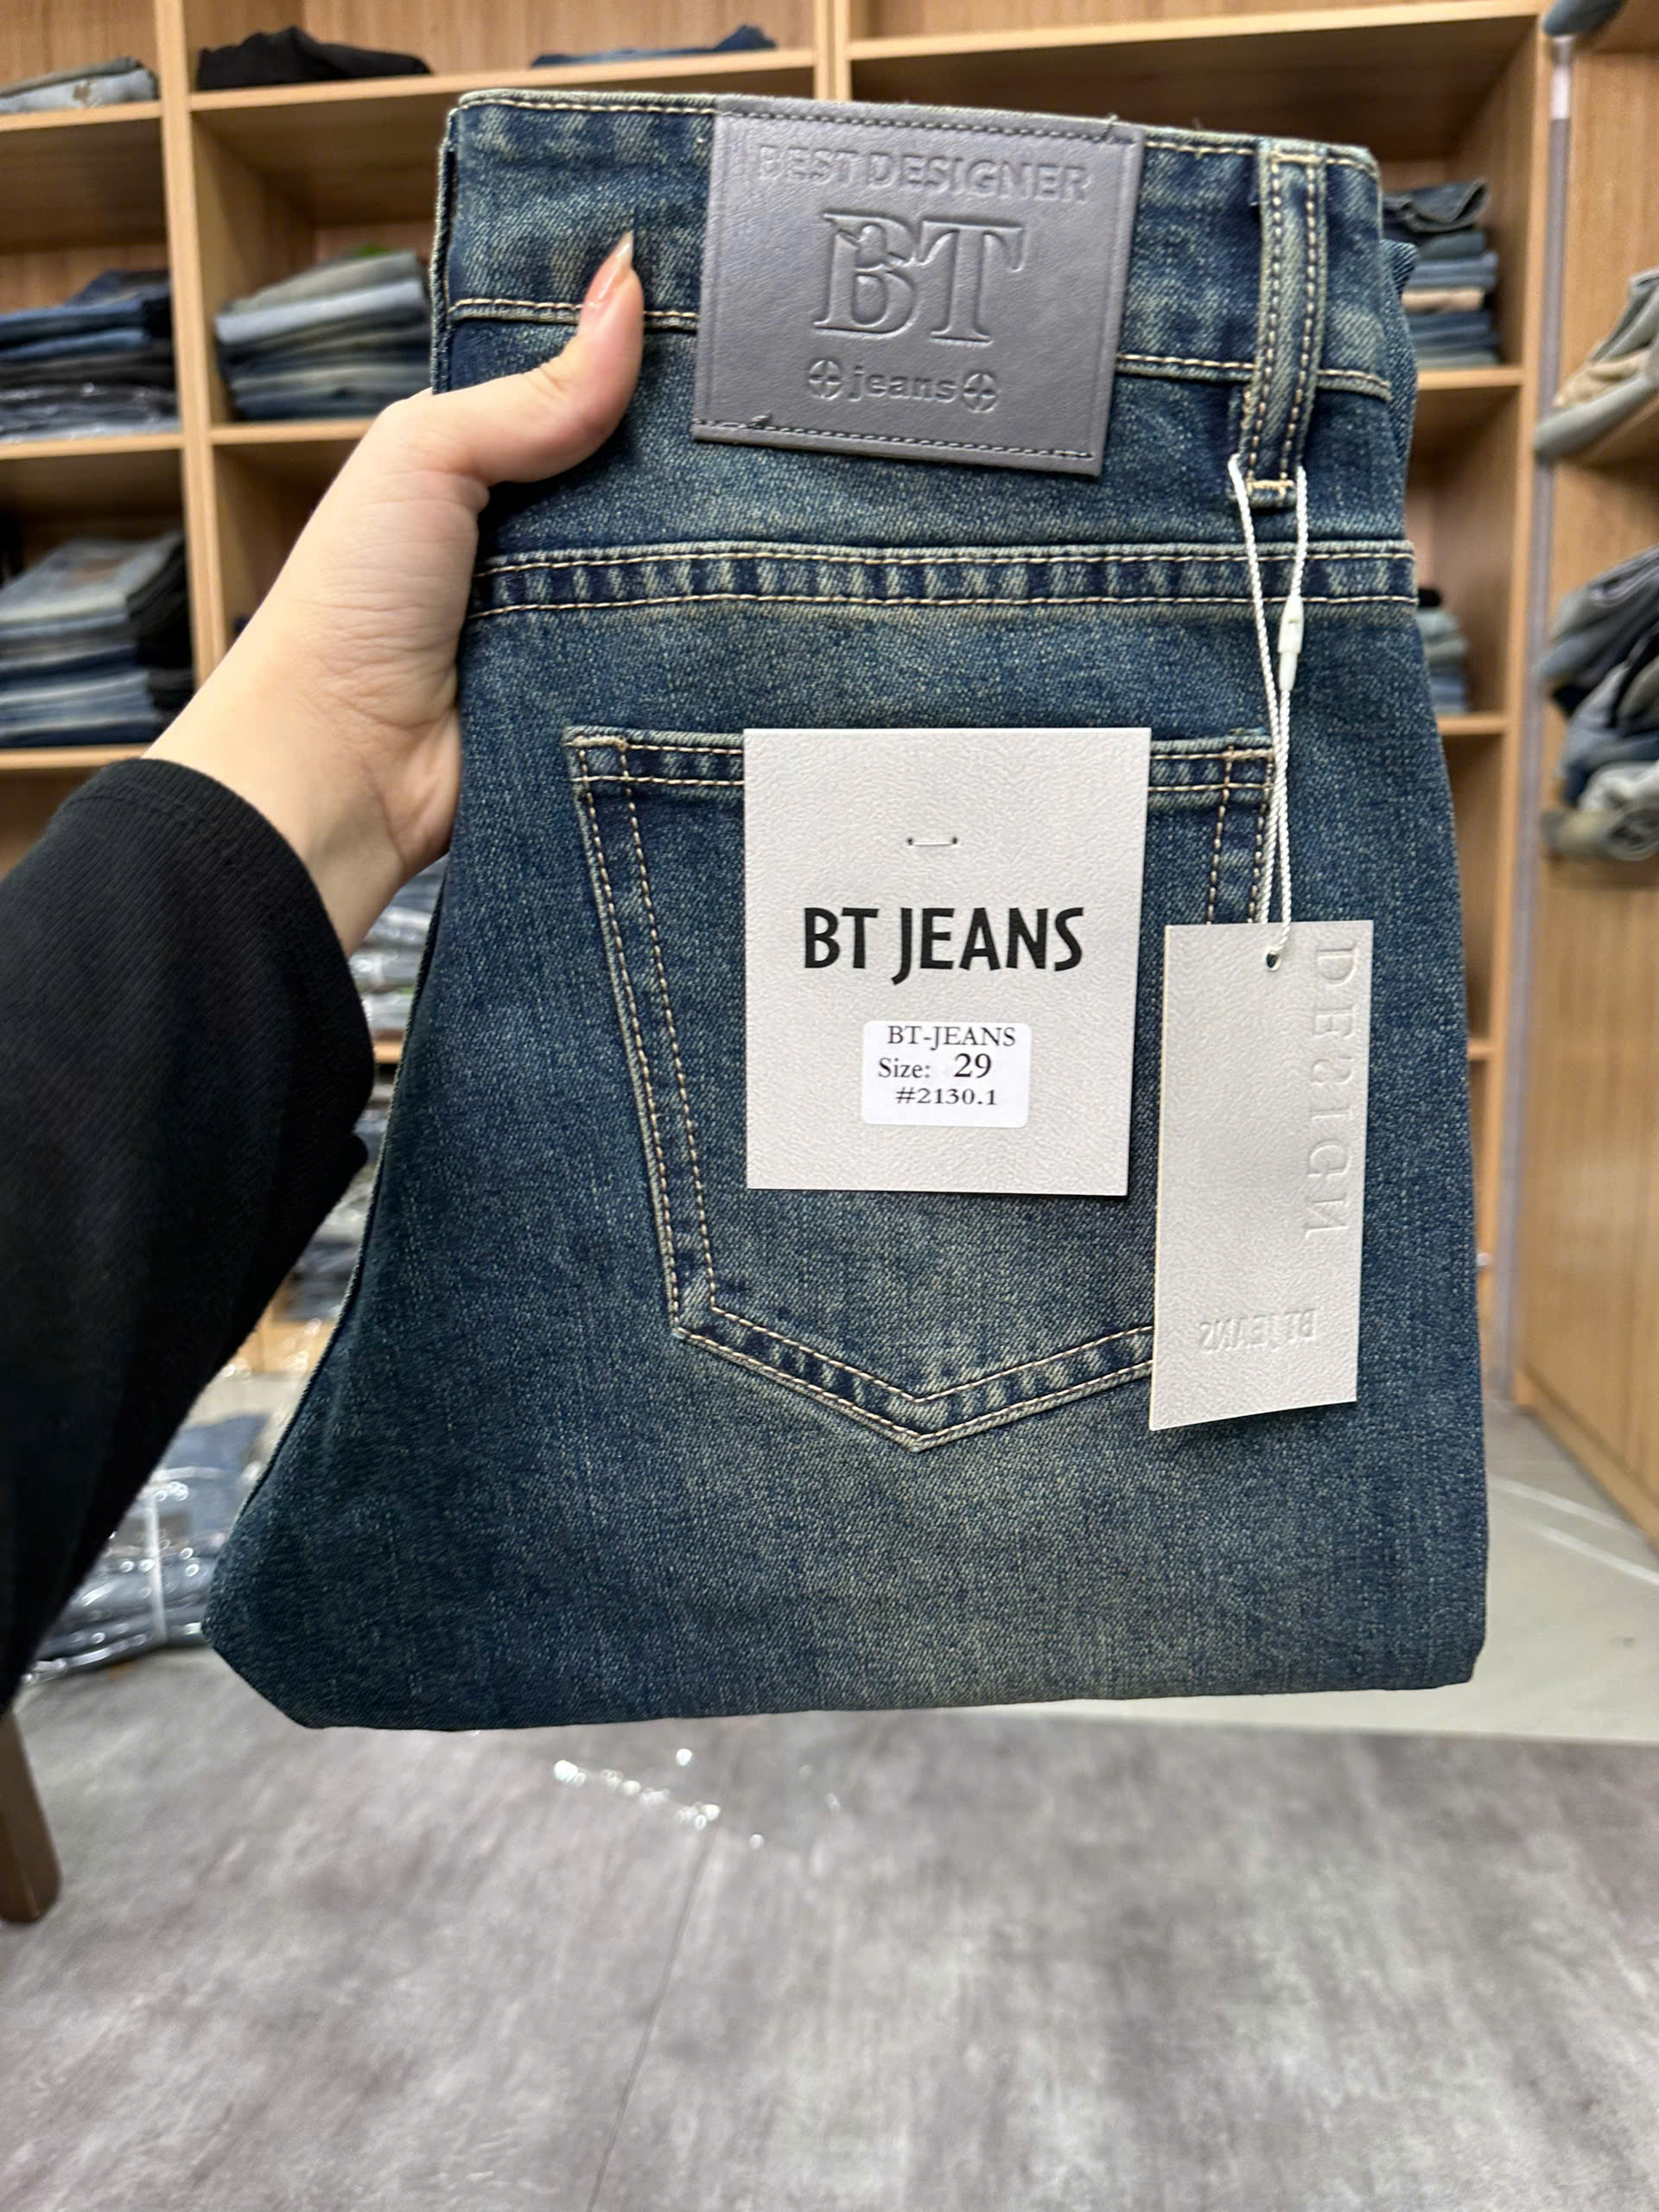 BEST DESIGNER
BT
jeans
BT JEANS
BT-JEANS
Size: 29
#2130.1
DESIGN
BT JEANS